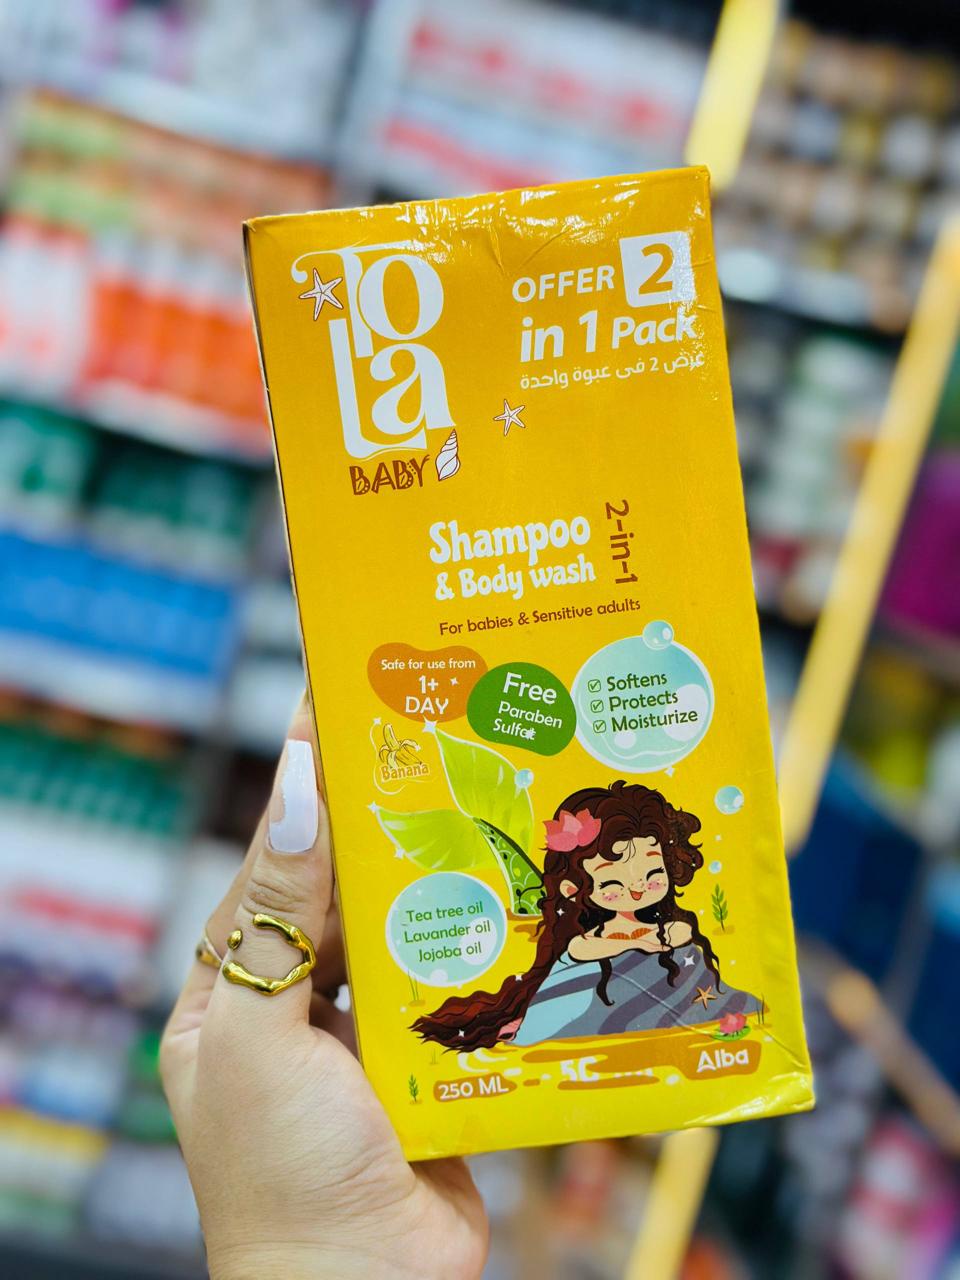 Tola
BABY
OFFER 2
in 1 Pack
عرض 2 فى عبوة واحدة
Shampoo
& Body wash
2-in-1
For babies & Sensitive adults
Safe for use from
1+
DAY
Free
Paraben
Sulfat
Softens
Protects
Moisturize
Banana
Tea tree oil
Lavander oil
Jojoba oil
250 ML
Alba